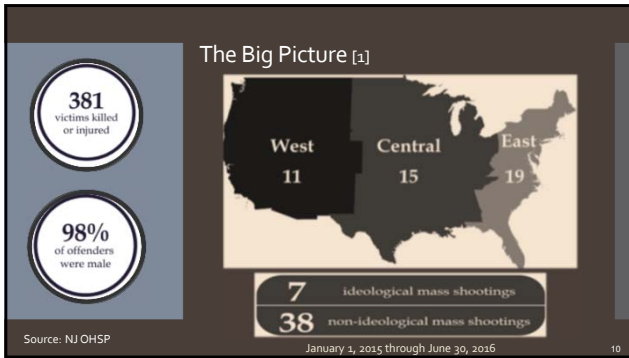 The Big Picture [1]
381
victims killed
or injured
98%
of offenders
were male
West
11
Central
15
East
19
7 ideological mass shootings
38 non-ideological mass shootings
Source: NJ OHSP
January 1, 2015 through June 30, 2016
10